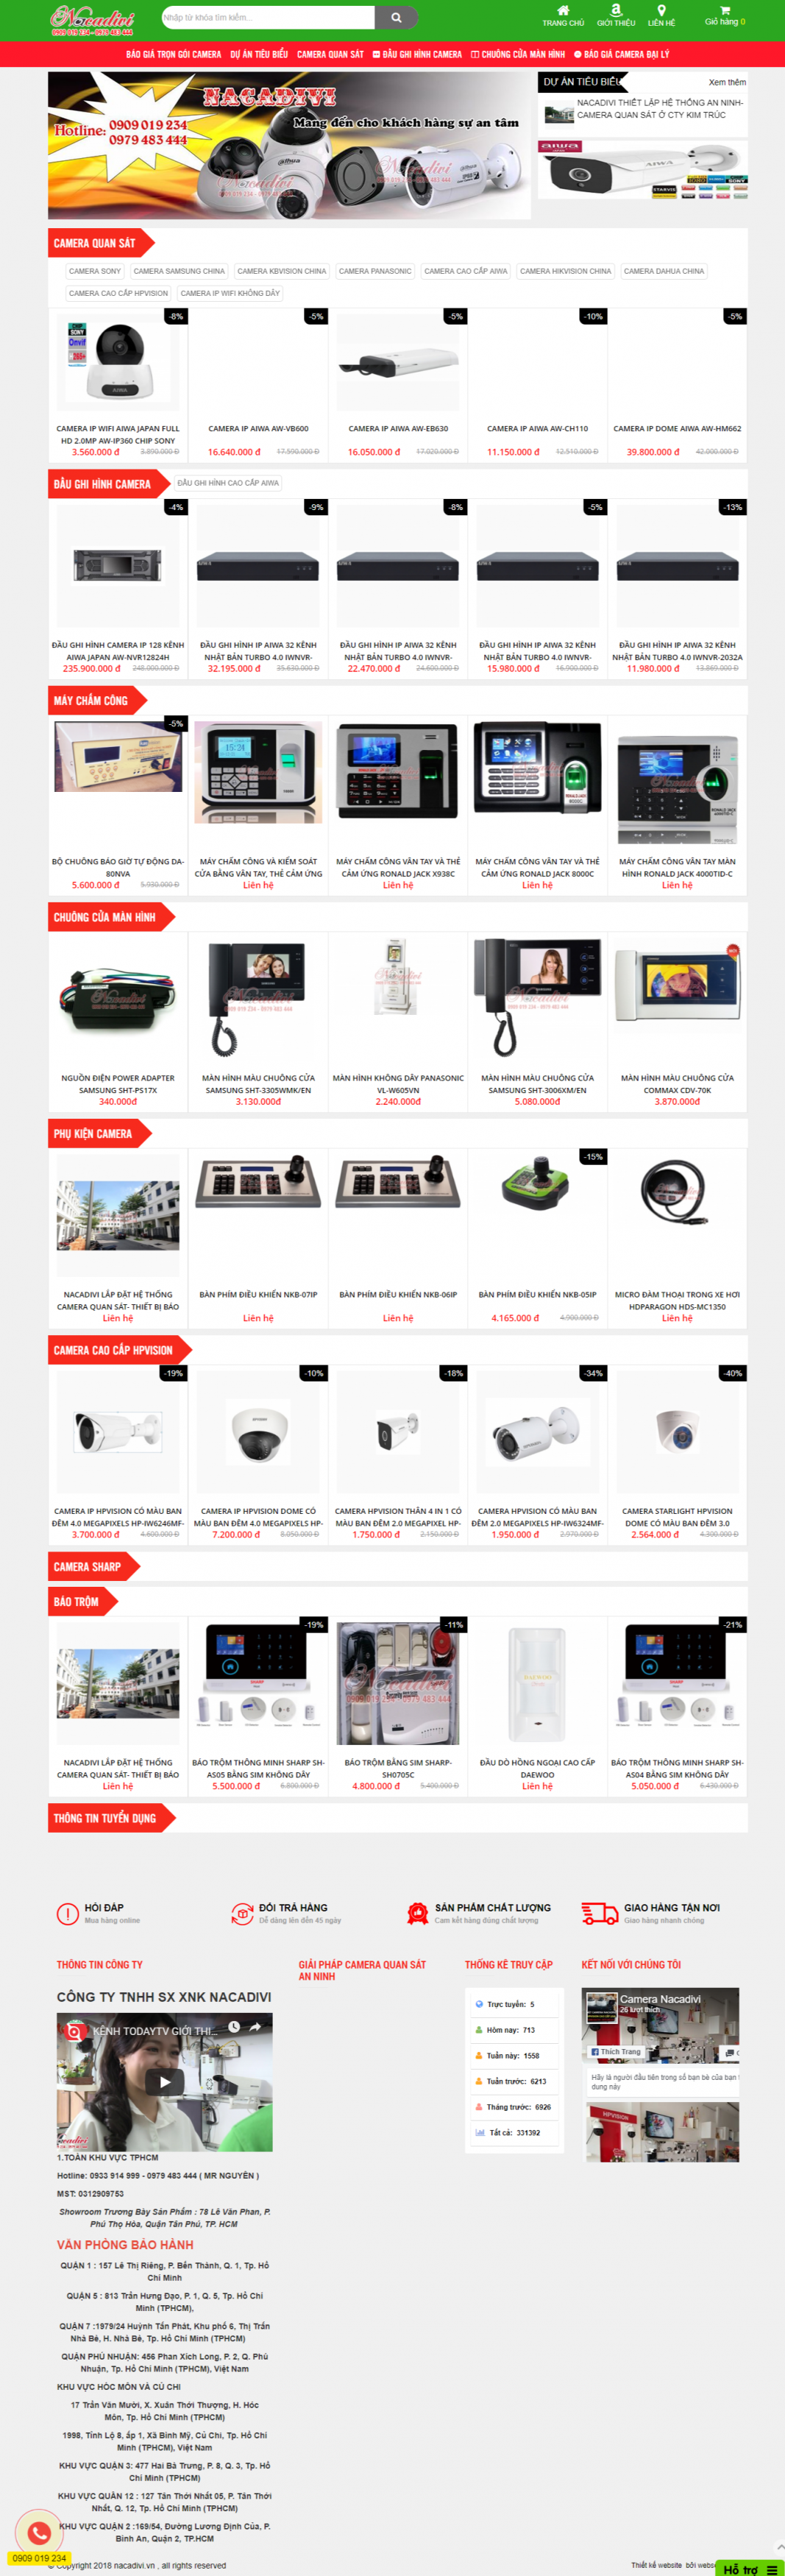 Nacadivi
0909 019 234 - 0979 483 444
Nhập từ khóa tìm kiếm...
TRANG CHỦ GIỚI THIỆU LIÊN HỆ
Giỏ hàng 0
BÁO GIÁ TRỌN GÓI CAMERA DỰ ÁN TIÊU BIỂU CAMERA QUAN SÁT ĐẦU GHI HÌNH CAMERA CHUÔNG CỬA MÀN HÌNH BÁO GIÁ CAMERA ĐẠI LÝ
NACADIVI
Hotline: 0909 019 234
0979 483 444
Mang đến cho khách hàng sự an tâm
DỰ ÁN TIÊU BIỂU
Xem thêm
NACADIVI THIẾT LẬP HỆ THỐNG AN NINH-
CAMERA QUAN SÁT Ở CTY KIM TRÚC
aiwa
CAMERA QUAN SÁT
CAMERA SONY CAMERA SAMSUNG CHINA CAMERA KBVISION CHINA CAMERA PANASONIC CAMERA CAO CẤP AIWA CAMERA HIKVISION CHINA CAMERA DAHUA CHINA
CAMERA CAO CẤP HPVISION CAMERA IP WIFI KHÔNG DÂY
-8% -5% -5% -10% -5%
CAMERA IP WIFI AIWA JAPAN FULL
HD 2.0MP AW-IP360 CHIP SONY
3.560.000 đ 3.890.000 Đ
CAMERA IP AIWA AW-VB600
16.640.000 đ 17.590.000 Đ
CAMERA IP AIWA AW-EB630
16.050.000 đ 17.020.000 Đ
CAMERA IP AIWA AW-CH110
11.150.000 đ 12.510.000 Đ
CAMERA IP DOME AIWA AW-HM662
39.800.000 đ 42.000.000 Đ
ĐẦU GHI HÌNH CAMERA
ĐẦU GHI HÌNH CAO CẤP AIWA
-4% -9% -8% -5% -13%
ĐẦU GHI HÌNH CAMERA IP 128 KÊNH
AIWA JAPAN AW-NVR12824H
235.900.000 đ 248.000.000 Đ
ĐẦU GHI HÌNH IP AIWA 32 KÊNH
NHẬT BẢN TURBO 4.0 IWNVR-
32.195.000 đ 35.630.000 Đ
ĐẦU GHI HÌNH IP AIWA 32 KÊNH
NHẬT BẢN TURBO 4.0 IWNVR-
22.470.000 đ 24.600.000 Đ
ĐẦU GHI HÌNH IP AIWA 32 KÊNH
NHẬT BẢN TURBO 4.0 IWNVR-
15.980.000 đ 16.990.000 Đ
ĐẦU GHI HÌNH IP AIWA 32 KÊNH
NHẬT BẢN TURBO 4.0 IWNVR-2032A
11.980.000 đ 13.869.000 Đ
MÁY CHẤM CÔNG
-5%
BỘ CHUÔNG BÁO GIỜ TỰ ĐỘNG DA-
80NVA
5.600.000 đ 5.930.000 Đ
MÁY CHẤM CÔNG VÀ KIỂM SOÁT
CỬA BẰNG VÂN TAY, THẺ CẢM ỨNG
Liên hệ
MÁY CHẤM CÔNG VÂN TAY VÀ THẺ
CẢM ỨNG RONALD JACK X938C
Liên hệ
MÁY CHẤM CÔNG VÂN TAY VÀ THẺ
CẢM ỨNG RONALD JACK 8000C
Liên hệ
MÁY CHẤM CÔNG VÂN TAY MÀN
HÌNH RONALD JACK 4000TID-C
Liên hệ
CHUÔNG CỬA MÀN HÌNH
NGUỒN ĐIỆN POWER ADAPTER
SAMSUNG SHT-PS17X
340.000đ
MÀN HÌNH MÀU CHUÔNG CỬA
SAMSUNG SHT-3305WMK/EN
3.130.000đ
MÀN HÌNH KHÔNG DÂY PANASONIC
VL-W605VN
2.240.000đ
MÀN HÌNH MÀU CHUÔNG CỬA
SAMSUNG SHT-3006XM/EN
5.080.000đ
MÀN HÌNH MÀU CHUÔNG CỬA
COMMAX CDV-70K
3.870.000đ
PHỤ KIỆN CAMERA
-15%
NACADIVI LẮP ĐẶT HỆ THỐNG
CAMERA QUAN SÁT- THIẾT BỊ BÁO
Liên hệ
BÀN PHÍM ĐIỀU KHIỂN NKB-07IP
Liên hệ
BÀN PHÍM ĐIỀU KHIỂN NKB-06IP
Liên hệ
BÀN PHÍM ĐIỀU KHIỂN NKB-05IP
4.165.000 đ 4.900.000 Đ
MICRO ĐÀM THOẠI TRONG XE HƠI
HDPARAGON HDS-MC1350
Liên hệ
CAMERA CAO CẤP HPVISION
-19% -10% -18% -34% -40%
CAMERA IP HPVISION CÓ MÀU BAN
ĐÊM 4.0 MEGAPIXELS HP-IW6246MF-
3.700.000 đ 4.600.000 Đ
CAMERA IP HPVISION DOME CÓ
MÀU BAN ĐÊM 4.0 MEGAPIXELS HP-
7.200.000 đ 8.050.000 Đ
CAMERA HPVISION THÂN 4 IN 1 CÓ
MÀU BAN ĐÊM 2.0 MEGAPIXEL HP-
1.750.000 đ 2.150.000 Đ
CAMERA HPVISION CÓ MÀU BAN
ĐÊM 2.0 MEGAPIXELS HP-IW6324MF-
1.950.000 đ 2.970.000 Đ
CAMERA STARLIGHT HPVISION
DOME CÓ MÀU BAN ĐÊM 3.0
2.564.000 đ 4.300.000 Đ
CAMERA SHARP
BÁO TRỘM
-19% -11% -21%
NACADIVI LẮP ĐẶT HỆ THỐNG
CAMERA QUAN SÁT- THIẾT BỊ BÁO
Liên hệ
BÁO TRỘM THÔNG MINH SHARP SH-
AS05 BẰNG SIM KHÔNG DÂY
5.500.000 đ 6.800.000 Đ
BÁO TRỘM BẰNG SIM SHARP-
SH0705C
4.800.000 đ 5.400.000 Đ
ĐẦU DÒ HỒNG NGOẠI CAO CẤP
DAEWOO
Liên hệ
BÁO TRỘM THÔNG MINH SHARP SH-
AS04 BẰNG SIM KHÔNG DÂY
5.050.000 đ 6.430.000 Đ
THÔNG TIN TUYỂN DỤNG
HỎI ĐÁP
Mua hàng online
ĐỔI TRẢ HÀNG
Dễ dàng lên đến 45 ngày
SẢN PHẨM CHẤT LƯỢNG
Cam kết hàng đúng chất lượng
GIAO HÀNG TẬN NƠI
Giao hàng nhanh chóng
THÔNG TIN CÔNG TY
CÔNG TY TNHH SX XNK NACADIVI
KÊNH TODAYTV GIỚI THI...
1.TOÀN KHU VỰC TPHCM
Hotline: 0933 914 999 - 0979 483 444 ( MR NGUYÊN )
MST: 0312909753
Showroom Trưng Bày Sản Phẩm : 78 Lê Văn Phan, P.
Phú Thọ Hòa, Quận Tân Phú, TP. HCM
VĂN PHÒNG BẢO HÀNH
QUẬN 1 : 157 Lê Thị Riêng, P. Bến Thành, Q. 1, Tp. Hồ
Chí Minh
QUẬN 5 : 813 Trần Hưng Đạo, P. 1, Q. 5, Tp. Hồ Chí
Minh (TPHCM),
QUẬN 7 :1979/24 Huỳnh Tấn Phát, Khu phố 6, Thị Trấn
Nhà Bè, H. Nhà Bè, Tp. Hồ Chí Minh (TPHCM)
QUẬN PHÚ NHUẬN: 456 Phan Xích Long, P. 2, Q. Phú
Nhuận, Tp. Hồ Chí Minh (TPHCM), Việt Nam
KHU VỰC HÓC MÔN VÀ CỦ CHI
17 Trần Văn Mười, X. Xuân Thới Thượng, H. Hóc
Môn, Tp. Hồ Chí Minh (TPHCM)
1998, Tỉnh Lộ 8, ấp 1, Xã Bình Mỹ, Củ Chi, Tp. Hồ Chí
Minh (TPHCM), Việt Nam
KHU VỰC QUẬN 3: 477 Hai Bà Trưng, P. 8, Q. 3, Tp. Hồ
Chí Minh (TPHCM)
KHU VỰC QUÂN 12 : 127 Tân Thới Nhất 05, P. Tân Thới
Nhất, Q. 12, Tp. Hồ Chí Minh (TPHCM)
KHU VỰC QUẬN 2 :169/54, Đường Lương Định Của, P.
Bình An, Quận 2, TP.HCM
GIẢI PHÁP CAMERA QUAN SÁT
AN NINH
THỐNG KÊ TRUY CẬP
Trực tuyến: 5
Hôm nay: 713
Tuần này: 1558
Tuần trước: 6213
Tháng trước: 6926
Tất cả: 331392
KẾT NỐI VỚI CHÚNG TÔI
Camera Nacadivi
26 lượt thích
Thích Trang
Hãy là người đầu tiên trong số bạn bè của bạn
dung này
HPVISION
0909 019 234
© Copyright 2018 nacadivi.vn , all rights reserved
Thiết kế website bởi webs
Hỗ trợ